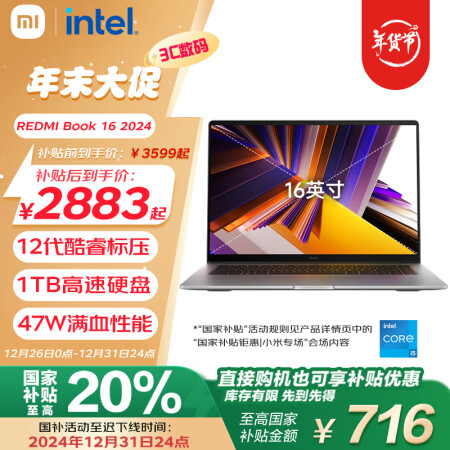 mi intel.
3C数码
年货节
年末大促
REDMI Book 16 2024
补贴前到手价：￥3599起
补贴后到手价：
￥2883起
16英寸
12代酷睿标压
1TB高速硬盘
47W满血性能
12月26日0点-12月31日24点
*“国家补贴”活动规则见产品详情页中的
“国家补贴钜惠|小米专场”会场内容
intel
CORE
i5
国家
补贴
至高
20%
国补活动至迟下线时间：
2024年12月31日24点
直接购机也可享补贴优惠
库存有限 先到先得
至高国家
补贴金额
￥716